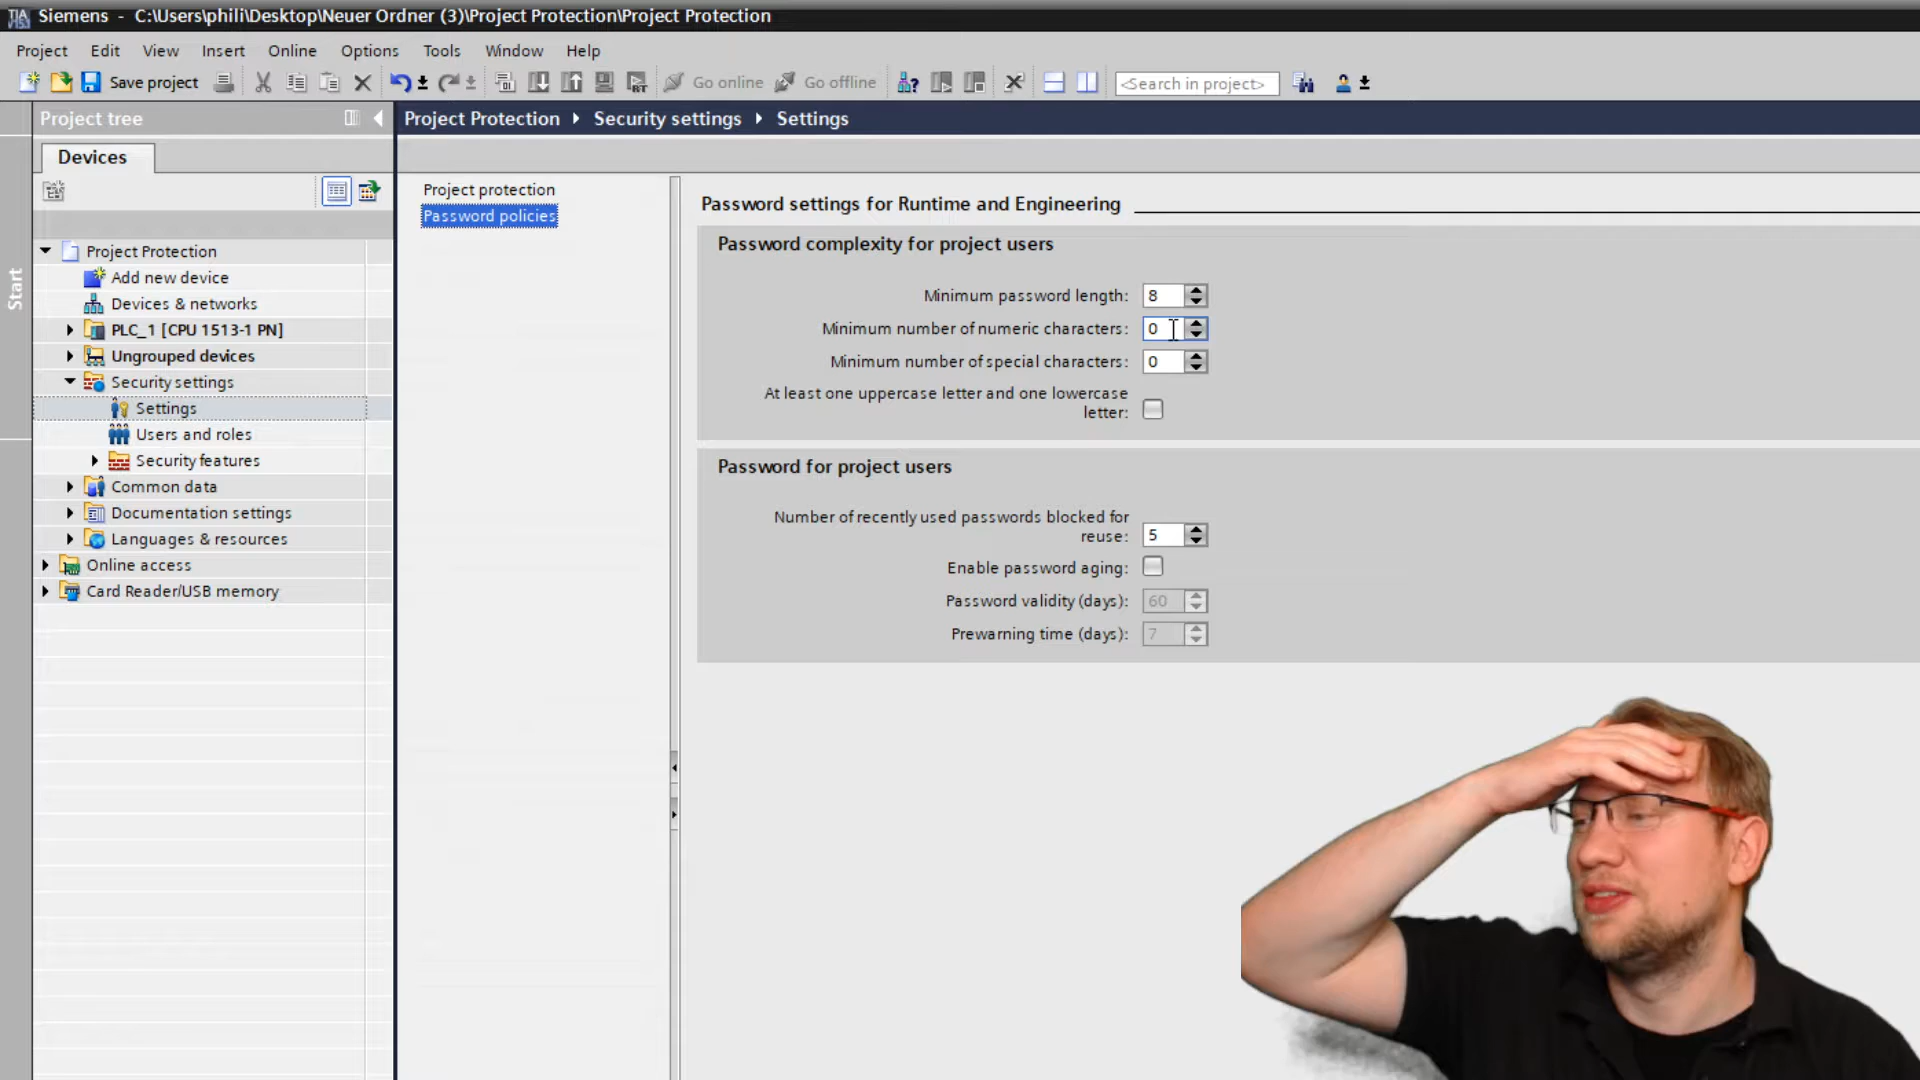 Siemens - C:\Users\phili\Desktop\Neuer Ordner (3)\Project Protection\Project Protection
Project Edit View Insert Online Options Tools Window Help
Save project Go online Go offline <Search in project>
Project tree
Project Protection Security settings Settings
Devices
Start
Project Protection
Add new device
Devices & networks
PLC_1 [CPU 1513-1 PN]
Ungrouped devices
Security settings
Settings
Users and roles
Security features
Common data
Documentation settings
Languages & resources
Online access
Card Reader/USB memory
Project protection
Password policies
Password settings for Runtime and Engineering
Password complexity for project users
Minimum password length: 8
Minimum number of numeric characters: 0
Minimum number of special characters: 0
At least one uppercase letter and one lowercase
letter:
Password for project users
Number of recently used passwords blocked for
reuse: 5
Enable password aging:
Password validity (days): 60
Prewarning time (days): 7